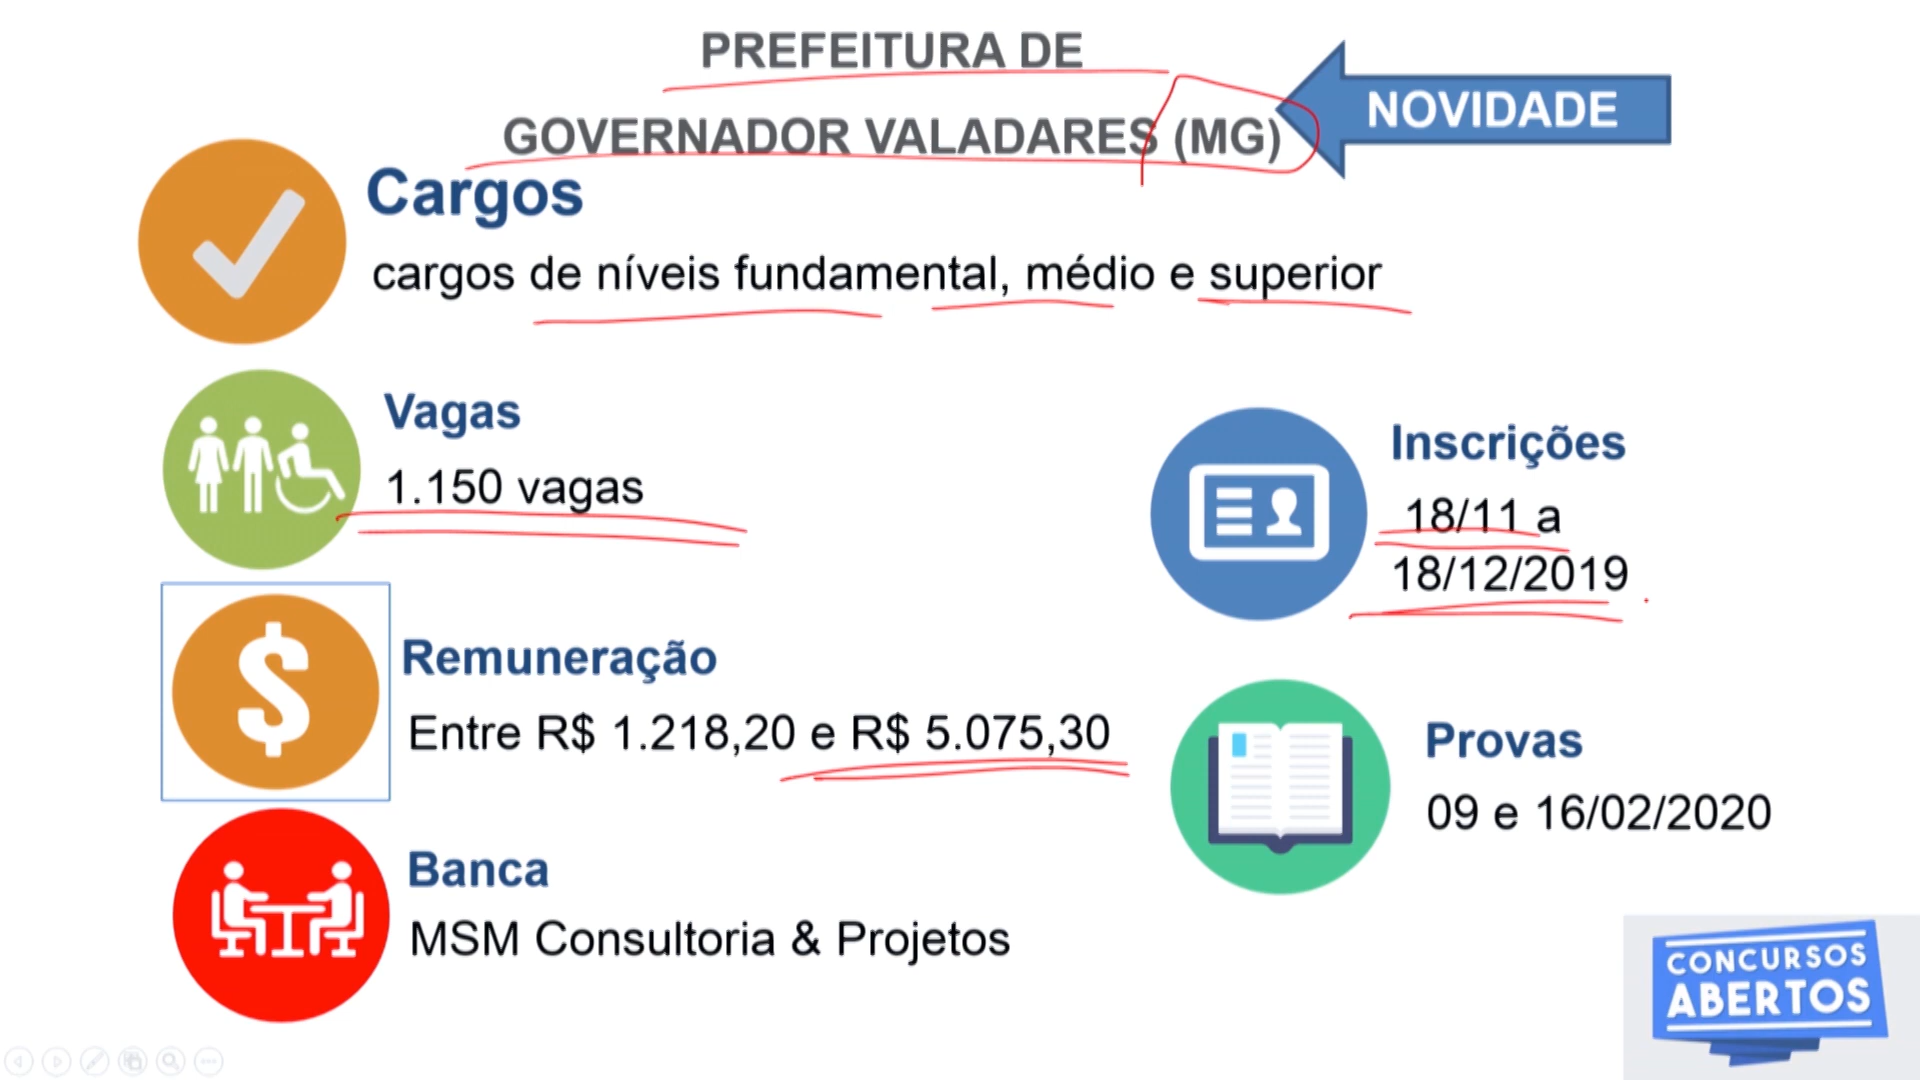 PREFEITURA DE
GOVERNADOR VALADARES (MG)
NOVIDADE
Cargos
cargos de níveis fundamental, médio e superior
Vagas
1.150 vagas
Inscrições
18/11 a
18/12/2019
Remuneração
Entre R$ 1.218,20 e R$ 5.075,30
Provas
09 e 16/02/2020
Banca
MSM Consultoria & Projetos
CONCURSOS
ABERTOS